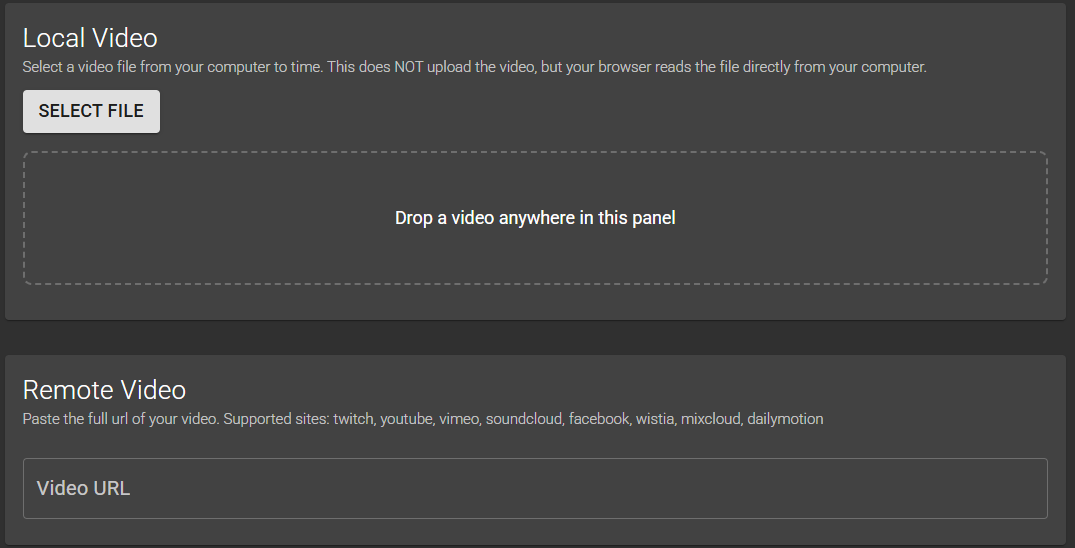 Local Video
Select a video file from your computer to time. This does NOT upload the video, but your browser reads the file directly from your computer.
SELECT FILE
Drop a video anywhere in this panel
Remote Video
Paste the full url of your video. Supported sites: twitch, youtube, vimeo, soundcloud, facebook, wistia, mixcloud, dailymotion
Video URL